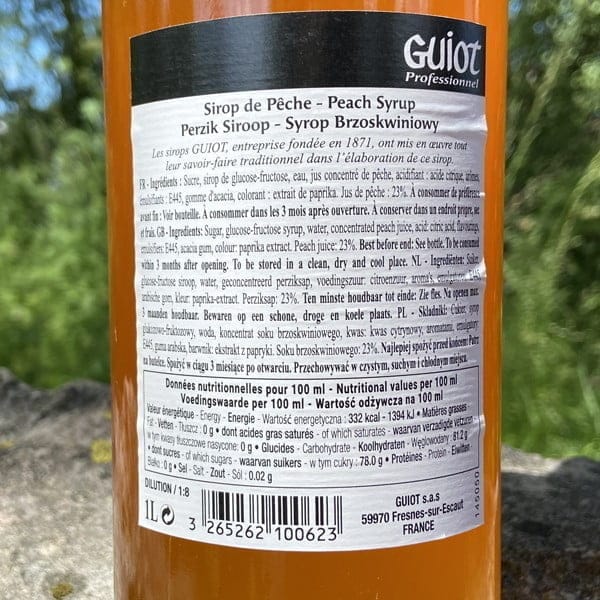 GUIOT
Professionnel
Sirop de Pêche - Peach Syrup
Perzik Siroop - Syrop Brzoskwiniowy
Les sirops GUIOT, entreprise fondée en 1871, ont mis en œuvre tout
leur savoir-faire traditionnel dans l'élaboration de ce sirop.
FR - Ingrédients : Sucre, sirop de glucose-fructose, eau, jus concentré de pêche, acidifiant : acide citrique, arômes,
émulsifiants : E445, gomme d'acacia, colorant : extrait de paprika. Jus de pêche : 23%. À consommer de préférence
avant fin : Voir bouteille. À consommer dans les 3 mois après ouverture. À conserver dans un endroit propre, sec
et frais. GB - Ingredients: Sugar, glucose-fructose syrup, water, concentrated peach juice, acid: citric acid, flavourings,
emulsifiers: E445, acacia gum, colour: paprika extract. Peach juice: 23%. Best before end: See bottle. To be consumed
within 3 months after opening. To be stored in a clean, dry and cool place. NL - Ingrediënten: Suiker,
glucose-fructose siroop, water, geconcentreerd perziksap, voedingszuur: citroenzuur, aroma's, emulgatoren: E445,
arabische gom, kleur: paprika-extract. Perziksap: 23%. Ten minste houdbaar tot einde: Zie fles. Na openen max.
3 maanden houdbaar. Bewaren op een schone, droge en koele plaats. PL - Składniki: Cukier, syrop
glukozowo-fruktozowy, woda, koncentrat soku brzoskwiniowego, kwas: kwas cytrynowy, aromatami, emulgatory:
E445, guma arabska, barwnik: ekstrakt z papryki. Soku brzoskwiniowego: 23%. Najlepiej spożyć przed końcem: Patrz
na butelce. Spożyć w ciągu 3 miesiące po otwarciu. Przechowywać w czystym, suchym i chłodnym miejscu.
Données nutritionnelles pour 100 ml - Nutritional values per 100 ml
Voedingswaarde per 100 ml - Wartość odżywcza na 100 ml
Valeur énergétique - Energy - Energie - Wartość energetyczna : 332 kcal - 1394 kJ • Matières grasses -
Fat - Vetten - Tłuszcz : 0 g • dont acides gras saturés - of which saturates - waarvan verzadigde vetzuren -
w tym kwasy tłuszczowe nasycone: 0 g • Glucides - Carbohydrate - Koolhydraten - Węglowodany : 81.2 g
• dont sucres - of which sugars - waarvan suikers - w tym cukry : 78.0 g • Protéines - Protein - Eiwitten -
Białko : 0 g • Sel - Salt - Zout - Sól : 0.02 g
DILUTION / 1:8
1L
3 265262 100623
GUIOT s.a.s
59970 Fresnes-sur-Escaut
FRANCE
145050